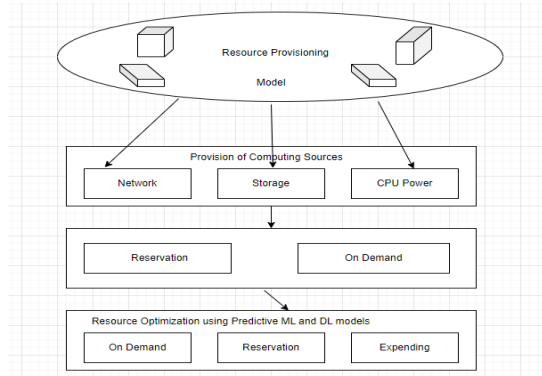 Resource Provisioning
Model
Provision of Computing Sources
Network Storage CPU Power
Reservation On Demand
Resource Optimization using Predictive ML and DL models
On Demand Reservation Expending